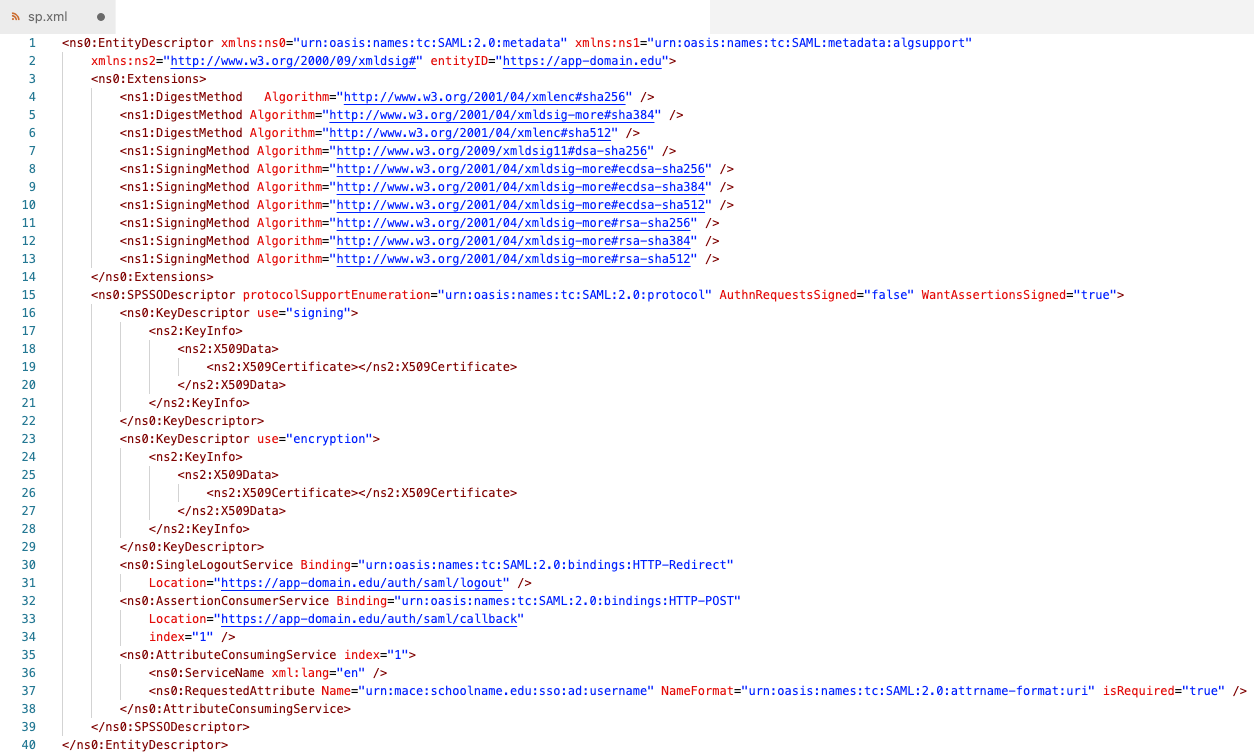 sp.xml
1 <ns0:EntityDescriptor xmlns:ns0="urn:oasis:names:tc:SAML:2.0:metadata" xmlns:ns1="urn:oasis:names:tc:SAML:metadata:algsupport"
2 xmlns:ns2="http://www.w3.org/2000/09/xmldsig#" entityID="https://app-domain.edu">
3 <ns0:Extensions>
4 <ns1:DigestMethod   Algorithm="http://www.w3.org/2001/04/xmlenc#sha256" />
5 <ns1:DigestMethod Algorithm="http://www.w3.org/2001/04/xmldsig-more#sha384" />
6 <ns1:DigestMethod Algorithm="http://www.w3.org/2001/04/xmlenc#sha512" />
7 <ns1:SigningMethod Algorithm="http://www.w3.org/2009/xmldsig11#dsa-sha256" />
8 <ns1:SigningMethod Algorithm="http://www.w3.org/2001/04/xmldsig-more#ecdsa-sha256" />
9 <ns1:SigningMethod Algorithm="http://www.w3.org/2001/04/xmldsig-more#ecdsa-sha384" />
10 <ns1:SigningMethod Algorithm="http://www.w3.org/2001/04/xmldsig-more#ecdsa-sha512" />
11 <ns1:SigningMethod Algorithm="http://www.w3.org/2001/04/xmldsig-more#rsa-sha256" />
12 <ns1:SigningMethod Algorithm="http://www.w3.org/2001/04/xmldsig-more#rsa-sha384" />
13 <ns1:SigningMethod Algorithm="http://www.w3.org/2001/04/xmldsig-more#rsa-sha512" />
14 </ns0:Extensions>
15 <ns0:SPSSODescriptor protocolSupportEnumeration="urn:oasis:names:tc:SAML:2.0:protocol" AuthnRequestsSigned="false" WantAssertionsSigned="true">
16 <ns0:KeyDescriptor use="signing">
17 <ns2:KeyInfo>
18 <ns2:X509Data>
19 <ns2:X509Certificate></ns2:X509Certificate>
20 </ns2:X509Data>
21 </ns2:KeyInfo>
22 </ns0:KeyDescriptor>
23 <ns0:KeyDescriptor use="encryption">
24 <ns2:KeyInfo>
25 <ns2:X509Data>
26 <ns2:X509Certificate></ns2:X509Certificate>
27 </ns2:X509Data>
28 </ns2:KeyInfo>
29 </ns0:KeyDescriptor>
30 <ns0:SingleLogoutService Binding="urn:oasis:names:tc:SAML:2.0:bindings:HTTP-Redirect"
31 Location="https://app-domain.edu/auth/saml/logout" />
32 <ns0:AssertionConsumerService Binding="urn:oasis:names:tc:SAML:2.0:bindings:HTTP-POST"
33 Location="https://app-domain.edu/auth/saml/callback"
34 index="1" />
35 <ns0:AttributeConsumingService index="1">
36 <ns0:ServiceName xml:lang="en" />
37 <ns0:RequestedAttribute Name="urn:mace:schoolname.edu:sso:ad:username" NameFormat="urn:oasis:names:tc:SAML:2.0:attrname-format:uri" isRequired="true" />
38 </ns0:AttributeConsumingService>
39 </ns0:SPSSODescriptor>
40 </ns0:EntityDescriptor>